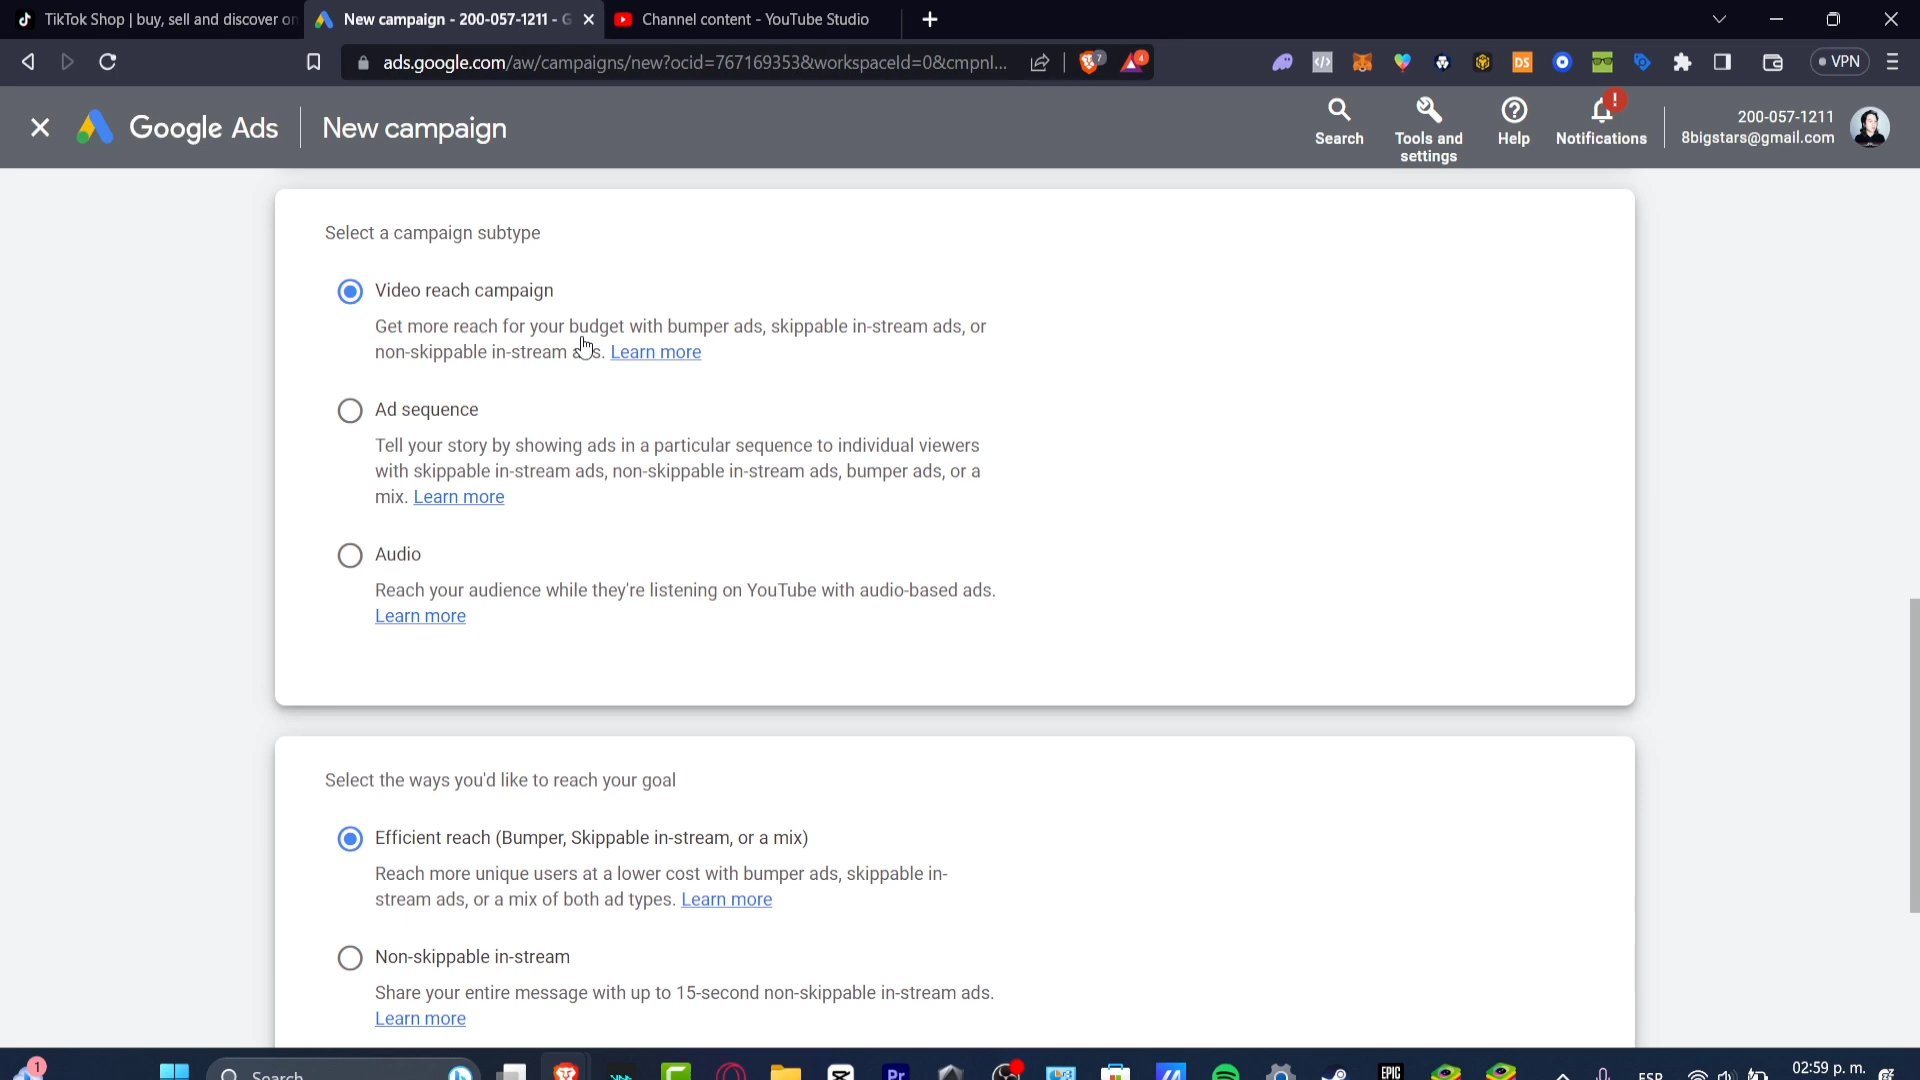 TikTok Shop | buy, sell and discover on
New campaign - 200-057-1211 - G
Channel content - YouTube Studio
ads.google.com/aw/campaigns/new?ocid=767169353&workspaceId=0&cmpnl...
7
4
DS
VPN
Google Ads
New campaign
Search
Tools and settings
Help
!
Notifications
200-057-1211
8bigstars@gmail.com
Select a campaign subtype
Video reach campaign
Get more reach for your budget with bumper ads, skippable in-stream ads, or
non-skippable in-stream ads. Learn more
Ad sequence
Tell your story by showing ads in a particular sequence to individual viewers
with skippable in-stream ads, non-skippable in-stream ads, bumper ads, or a
mix. Learn more
Audio
Reach your audience while they're listening on YouTube with audio-based ads.
Learn more
Select the ways you'd like to reach your goal
Efficient reach (Bumper, Skippable in-stream, or a mix)
Reach more unique users at a lower cost with bumper ads, skippable in-
stream ads, or a mix of both ad types. Learn more
Non-skippable in-stream
Share your entire message with up to 15-second non-skippable in-stream ads.
Learn more
1
Search
Pr
EPIC
ESP
02:59 p. m.